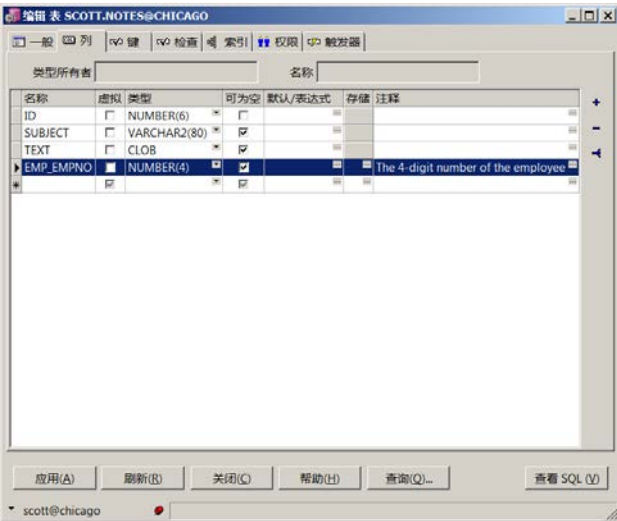 编辑 表 SCOTT.NOTES@CHICAGO
一般 列 键 检查 索引 权限 触发器
类型所有者 名称
名称 虚拟 类型 可为空 默认/表达式 存储 注释
ID NUMBER(6)
SUBJECT VARCHAR2(80)
TEXT CLOB
EMP_EMPNO NUMBER(4) The 4-digit number of the employee
应用(A) 刷新(R) 关闭(C) 帮助(H) 查询(Q)... 查看 SQL (V)
scott@chicago